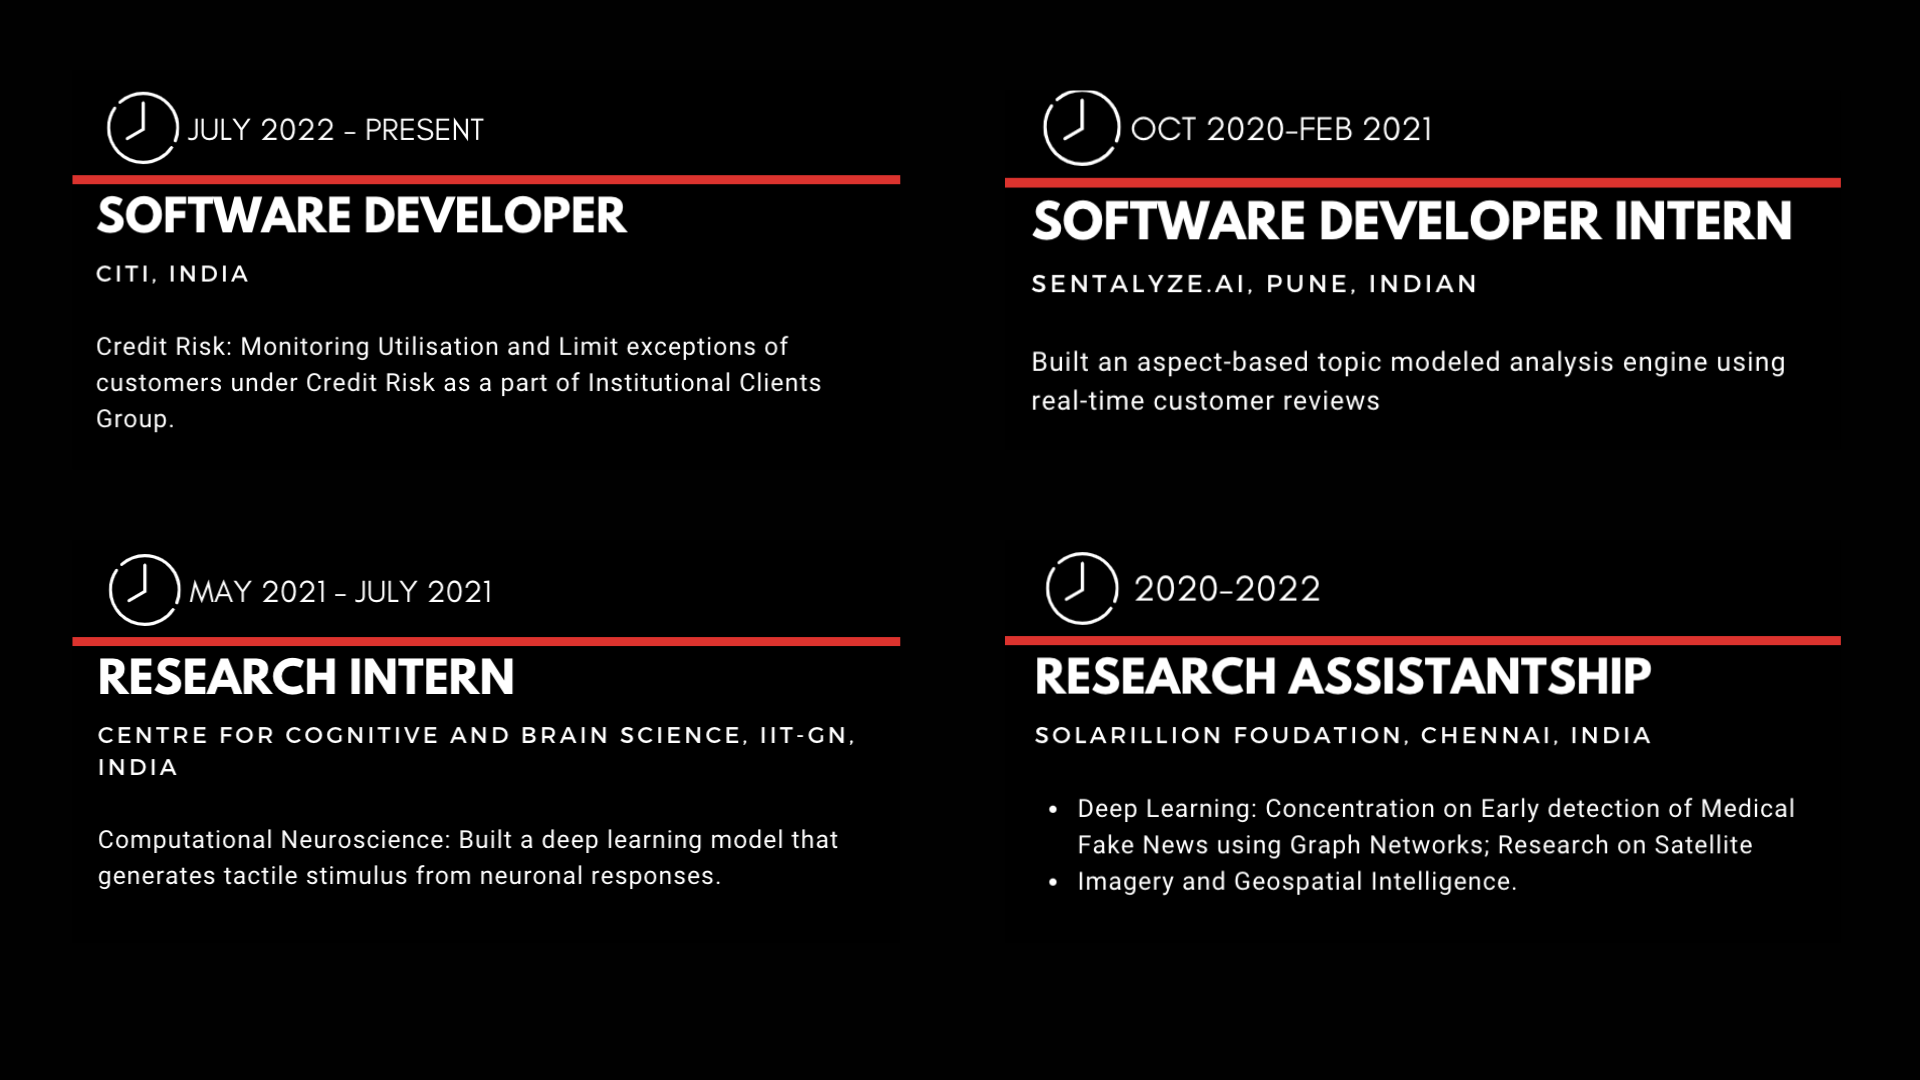 JULY 2022 - PRESENT
SOFTWARE DEVELOPER
CITI, INDIA
Credit Risk: Monitoring Utilisation and Limit exceptions of
customers under Credit Risk as a part of Institutional Clients
Group.
OCT 2020-FEB 2021
SOFTWARE DEVELOPER INTERN
SENTALYZE.AI, PUNE, INDIAN
Built an aspect-based topic modeled analysis engine using
real-time customer reviews
MAY 2021 - JULY 2021
RESEARCH INTERN
CENTRE FOR COGNITIVE AND BRAIN SCIENCE, IIT-GN,
INDIA
Computational Neuroscience: Built a deep learning model that
generates tactile stimulus from neuronal responses.
2020-2022
RESEARCH ASSISTANTSHIP
SOLARILLION FOUDATION, CHENNAI, INDIA
• Deep Learning: Concentration on Early detection of Medical
Fake News using Graph Networks; Research on Satellite
• Imagery and Geospatial Intelligence.